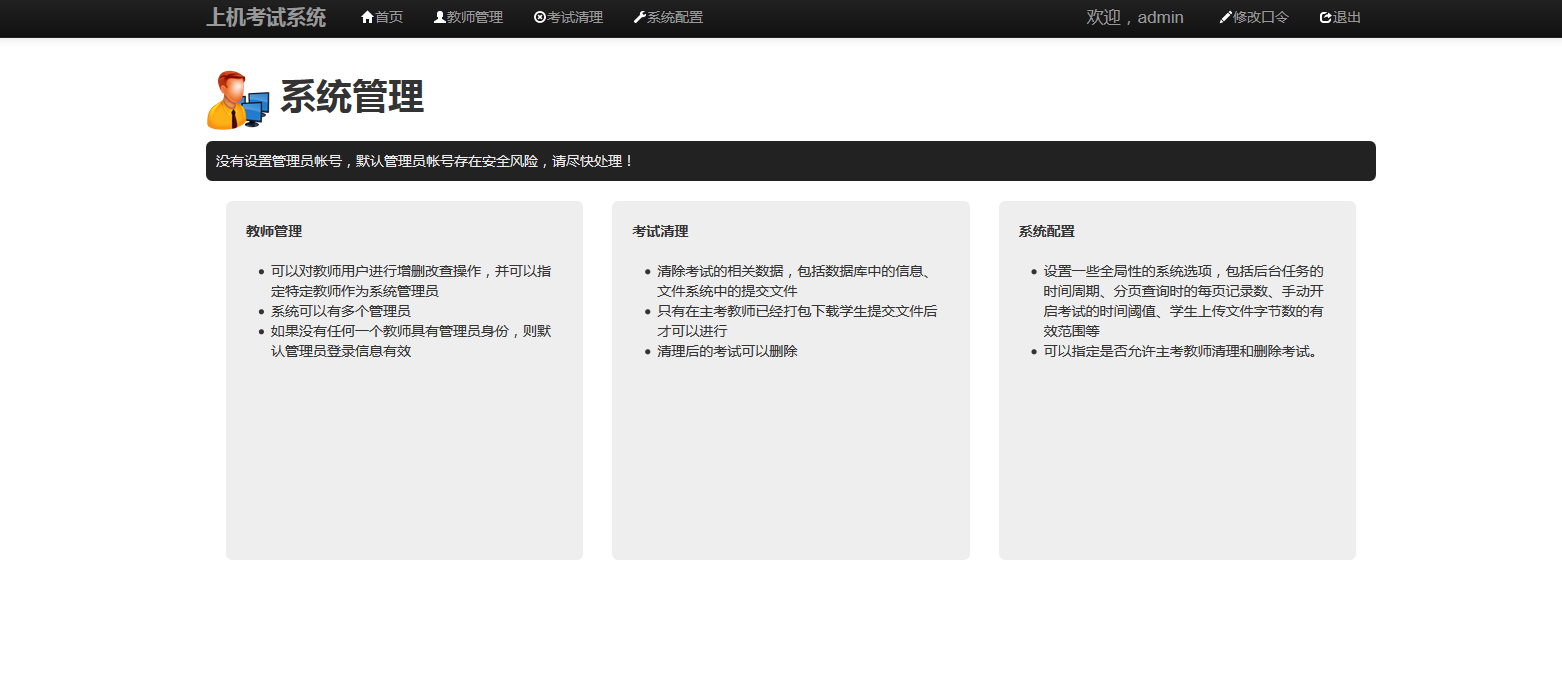 上机考试系统 首页 教师管理 考试清理 系统配置 欢迎，admin 修改口令 退出
系统管理
没有设置管理员帐号，默认管理员帐号存在安全风险，请尽快处理！
教师管理
可以对教师用户进行增删改查操作，并可以指
定特定教师作为系统管理员
系统可以有多个管理员
如果没有任何一个教师具有管理员身份，则默
认管理员登录信息有效
考试清理
清除考试的相关数据，包括数据库中的信息、
文件系统中的提交文件
只有在主考教师已经打包下载学生提交文件后
才可以进行
清理后的考试可以删除
系统配置
设置一些全局性的系统选项，包括后台任务的
时间周期、分页查询时的每页记录数、手动开
启考试的时间阈值、学生上传文件字节数的有
效范围等
可以指定是否允许主考教师清理和删除考试。